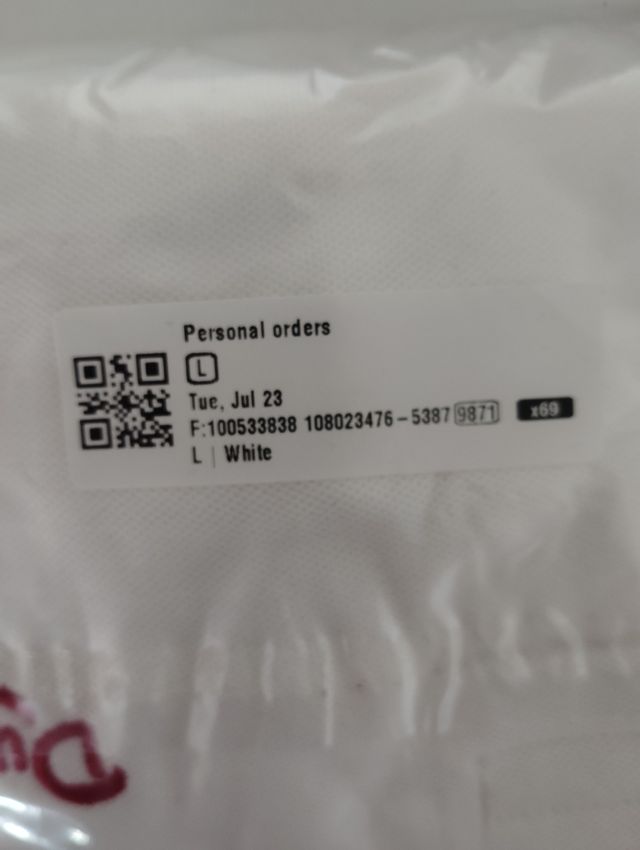 Personal orders
L
Tue, Jul 23
F:100533838 108023476-5387 9871 x69
L | White